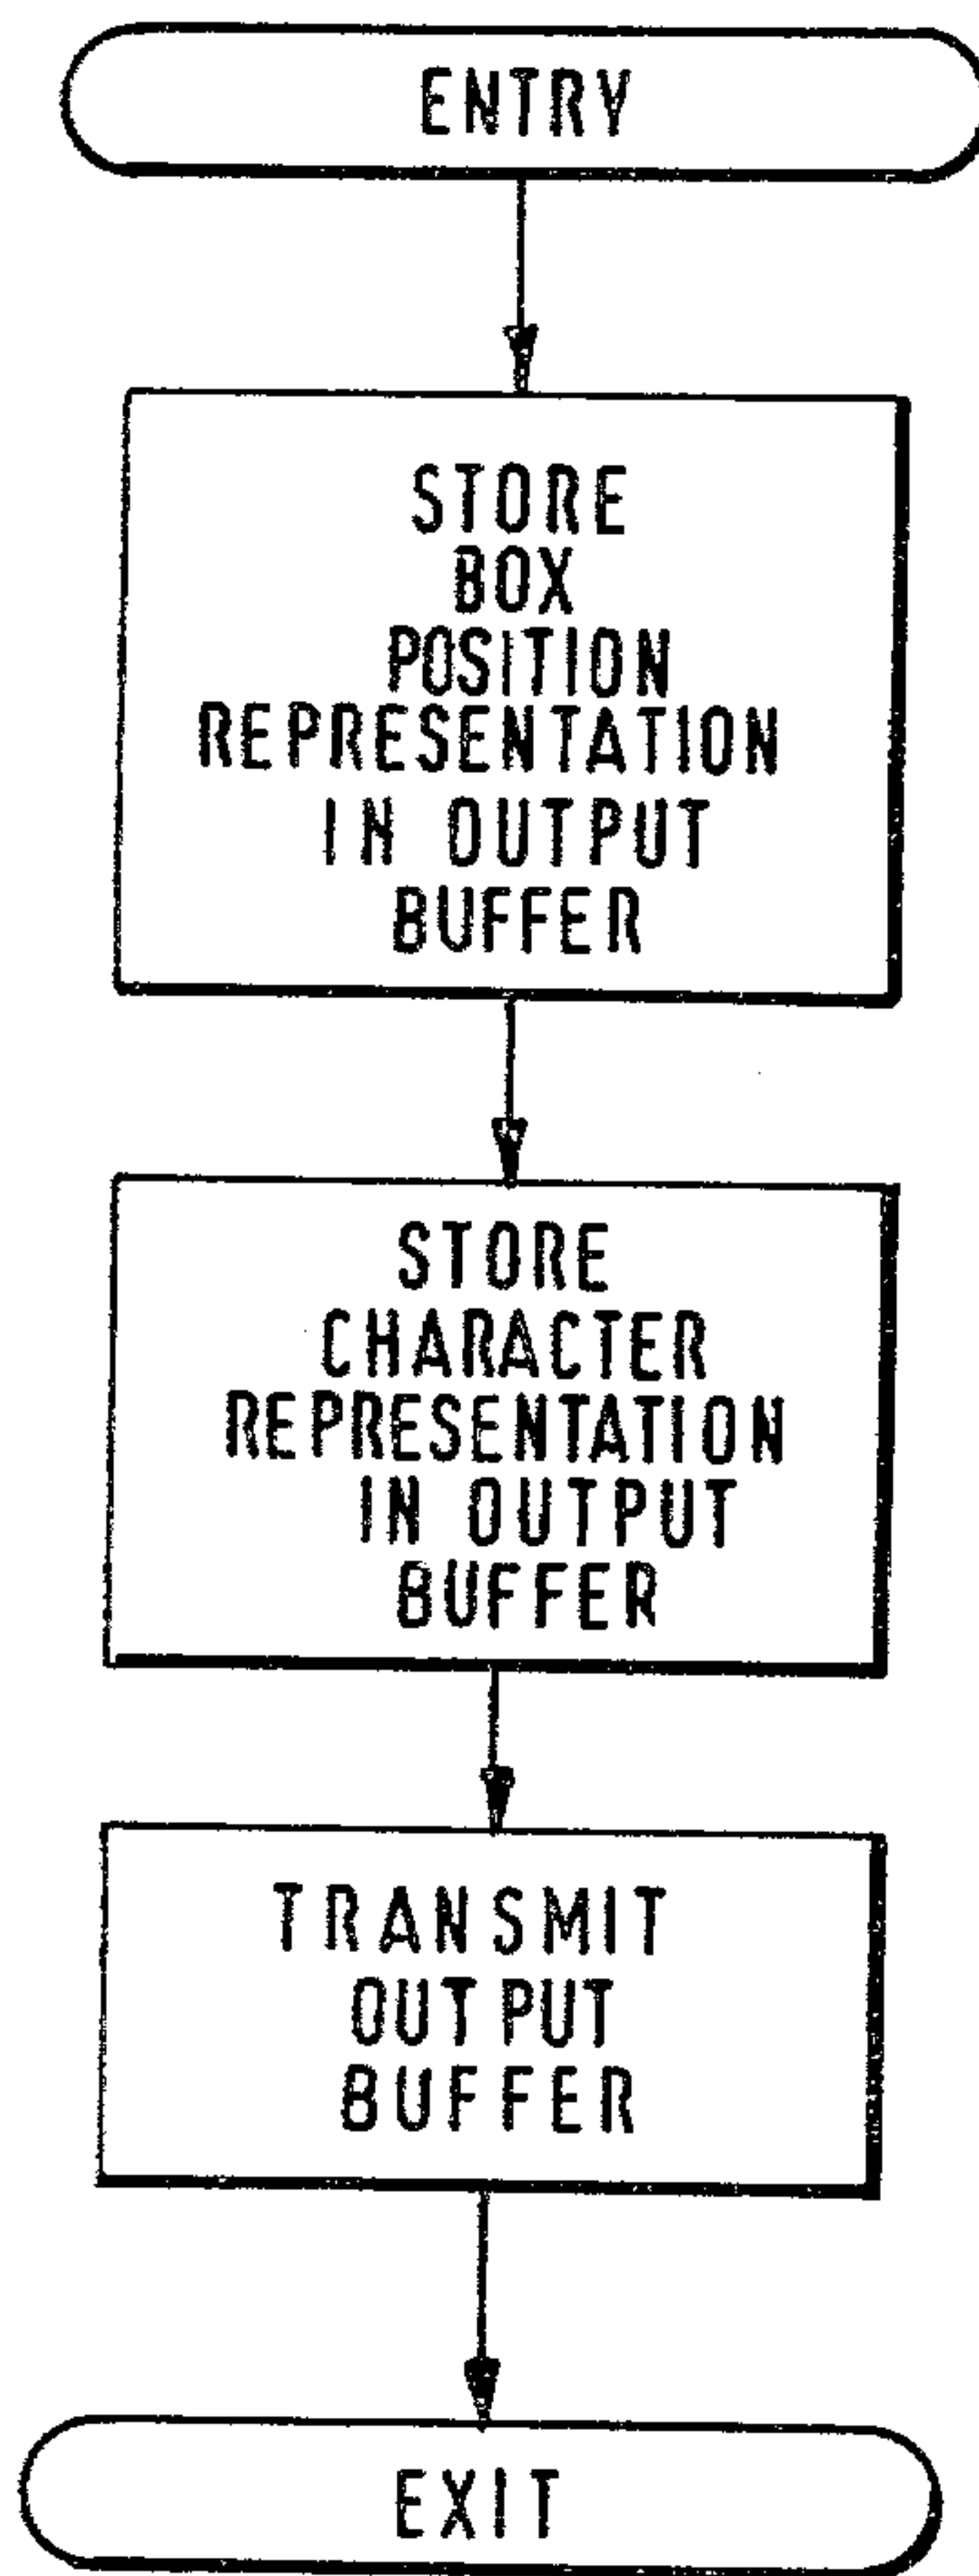 ENTRY
STORE
BOX
POSITION
REPRESENTATION
IN OUTPUT
BUFFER
STORE
CHARACTER
REPRESENTATION
IN OUTPUT
BUFFER
TRANSMIT
OUTPUT
BUFFER
EXIT